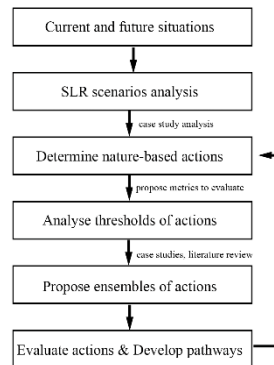 Current and future situations
SLR scenarios analysis
case study analysis
Determine nature-based actions
propose metrics to evaluate
Analyse thresholds of actions
case studies, literature review
Propose ensembles of actions
Evaluate actions & Develop pathways